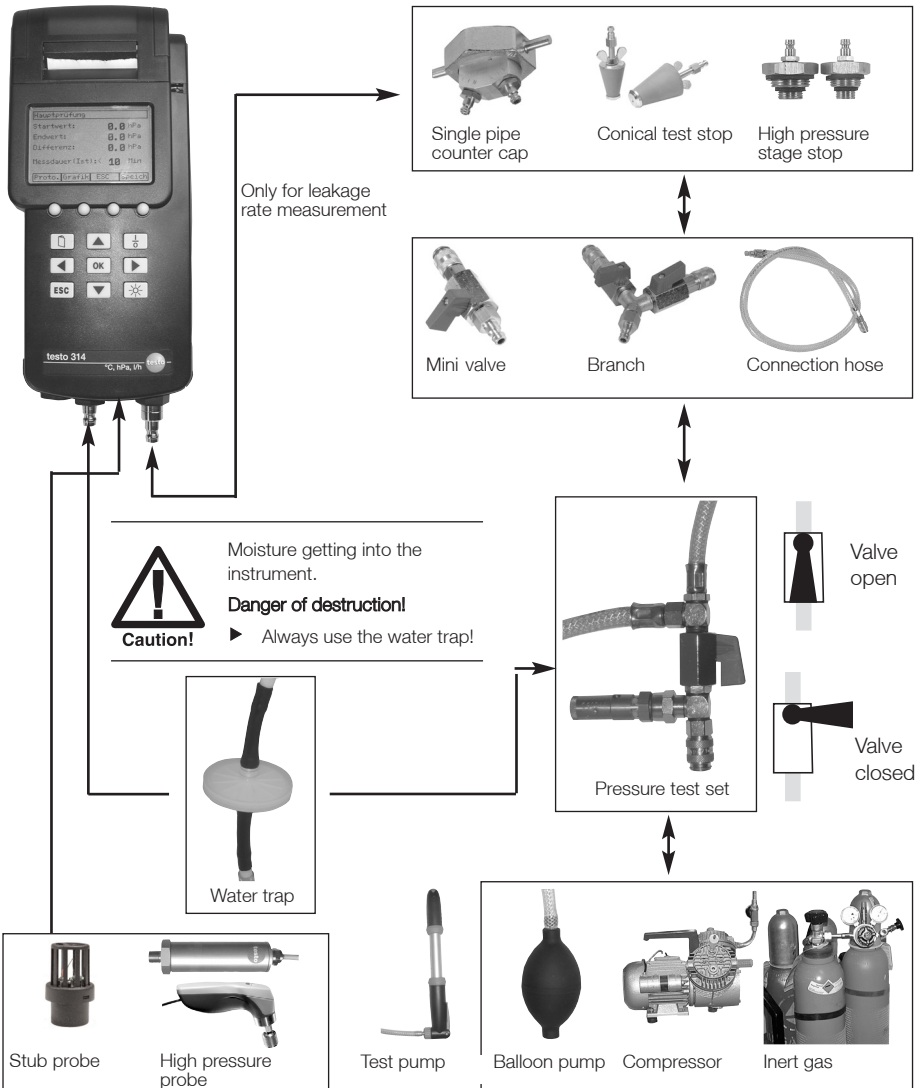 Hauptprüfung
Startwert: 0.0 hPa
Endwert: 0.0 hPa
Differenz: 0.0 hPa
Messdauer(Ist): 10 Min
Proto. Grafik ESC Speich
OK
ESC
testo 314
°C, hPa, l/h
testo
Only for leakage
rate measurement
Single pipe
counter cap
Conical test stop
High pressure
stage stop
Mini valve
Branch
Connection hose
Caution!
Moisture getting into the
instrument.
Danger of destruction!
Always use the water trap!
Valve
open
Valve
closed
Pressure test set
Water trap
Stub probe
High pressure
probe
Test pump
Balloon pump
Compressor
Inert gas